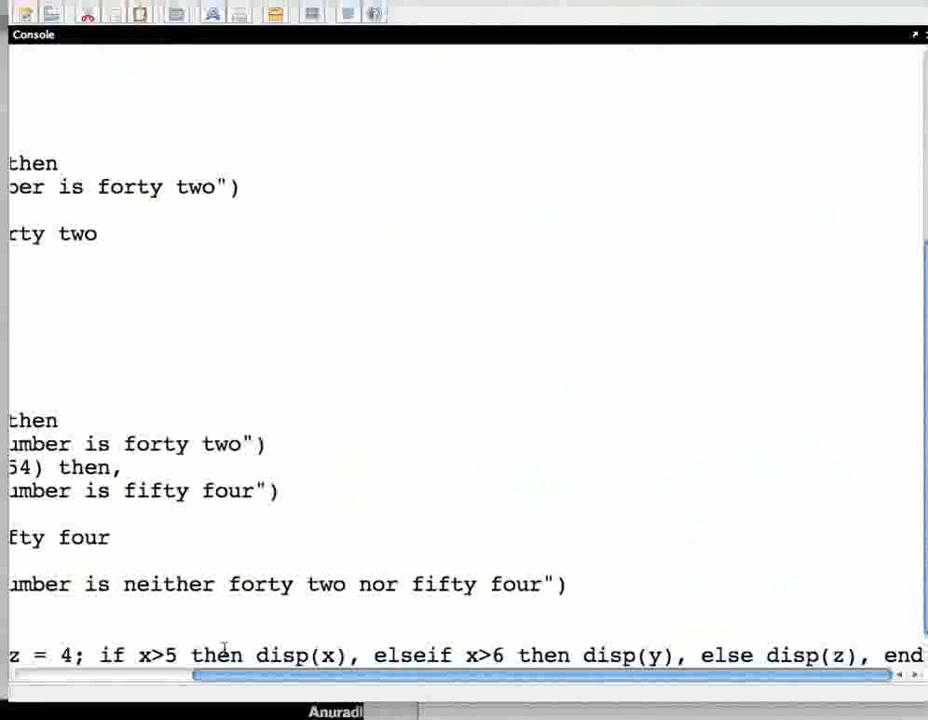 Console
then
ber is forty two")
rty two
then
umber is forty two")
54) then,
umber is fifty four")
fty four
umber is neither forty two nor fifty four")
z = 4; if x>5 then disp(x), elseif x>6 then disp(y), else disp(z), end
Anuradl